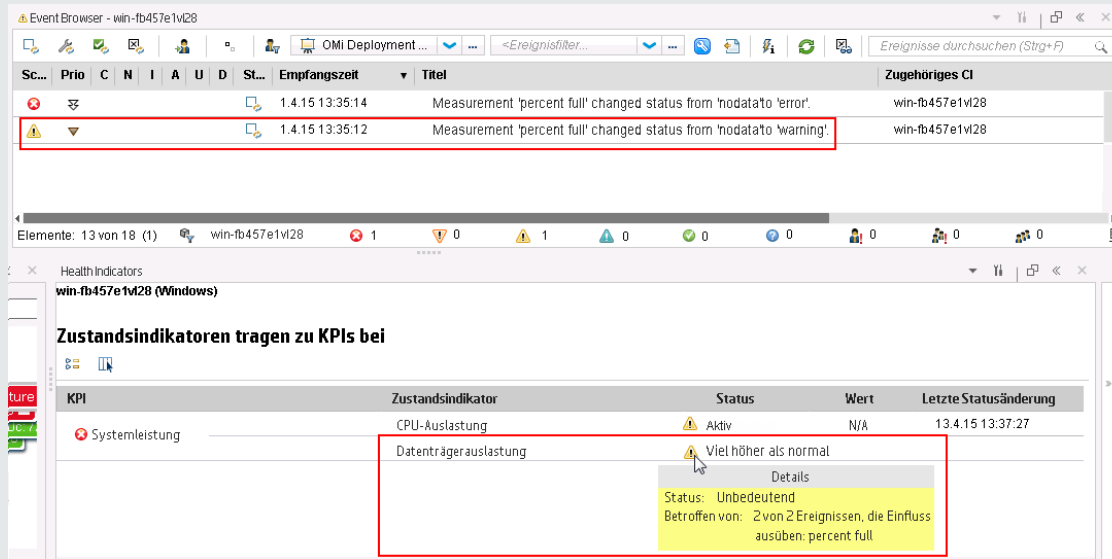 Event Browser - win-fb457e1vl28
OMi Deployment ... ... <Ereignisfilter... ... Ereignisse durchsuchen (Strg+F)
Sc... Prio C N I A U D St... Empfangszeit Titel Zugehöriges CI
1.4.15 13:35:14 Measurement 'percent full' changed status from 'nodata'to 'error'. win-fb457e1vl28
1.4.15 13:35:12 Measurement 'percent full' changed status from 'nodata'to 'warning'. win-fb457e1vl28
Elemente: 13 von 18 (1) win-fb457e1vl28 1 0 1 0 0 0 0 0 0
Health Indicators
win-fb457e1vl28 (Windows)
Zustandsindikatoren tragen zu KPIs bei
ture
KPI Zustandsindikator Status Wert Letzte Statusänderung
CPU-Auslastung Aktiv N/A 13.4.15 13:37:27
Systemleistung
Datenträgerauslastung Viel höher als normal
Details
Status: Unbedeutend
Betroffen von: 2 von 2 Ereignissen, die Einfluss
ausüben: percent full